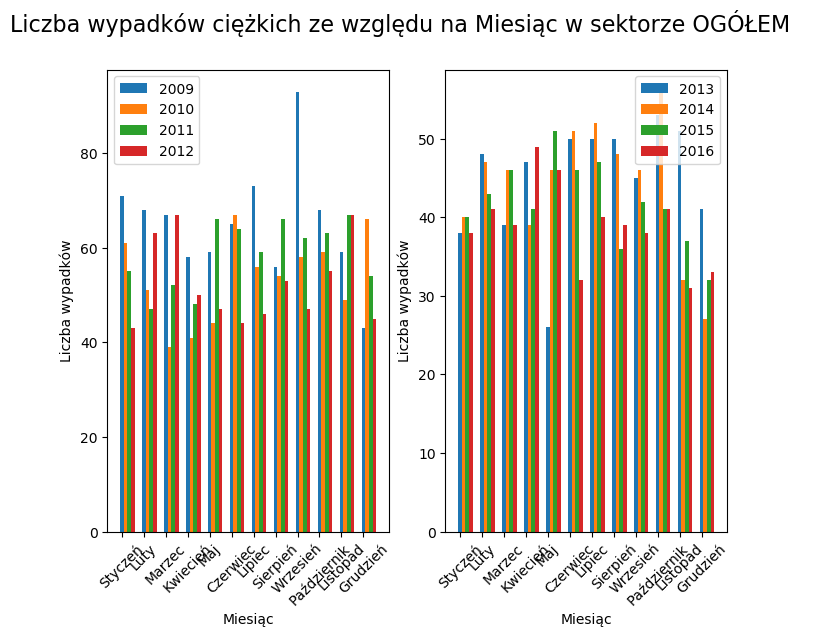 Liczba wypadków ciężkich ze względu na Miesiąc w sektorze OGÓŁEM
2009
2010
2011
2012
80
60
40
20
0
Liczba wypadków
Styczeń
Luty
Marzec
Kwiecień
Maj
Czerwiec
Lipiec
Sierpień
Wrzesień
Październik
Listopad
Grudzień
Miesiąc
2013
2014
2015
2016
50
40
30
20
10
0
Liczba wypadków
Styczeń
Luty
Marzec
Kwiecień
Maj
Czerwiec
Lipiec
Sierpień
Wrzesień
Październik
Listopad
Grudzień
Miesiąc